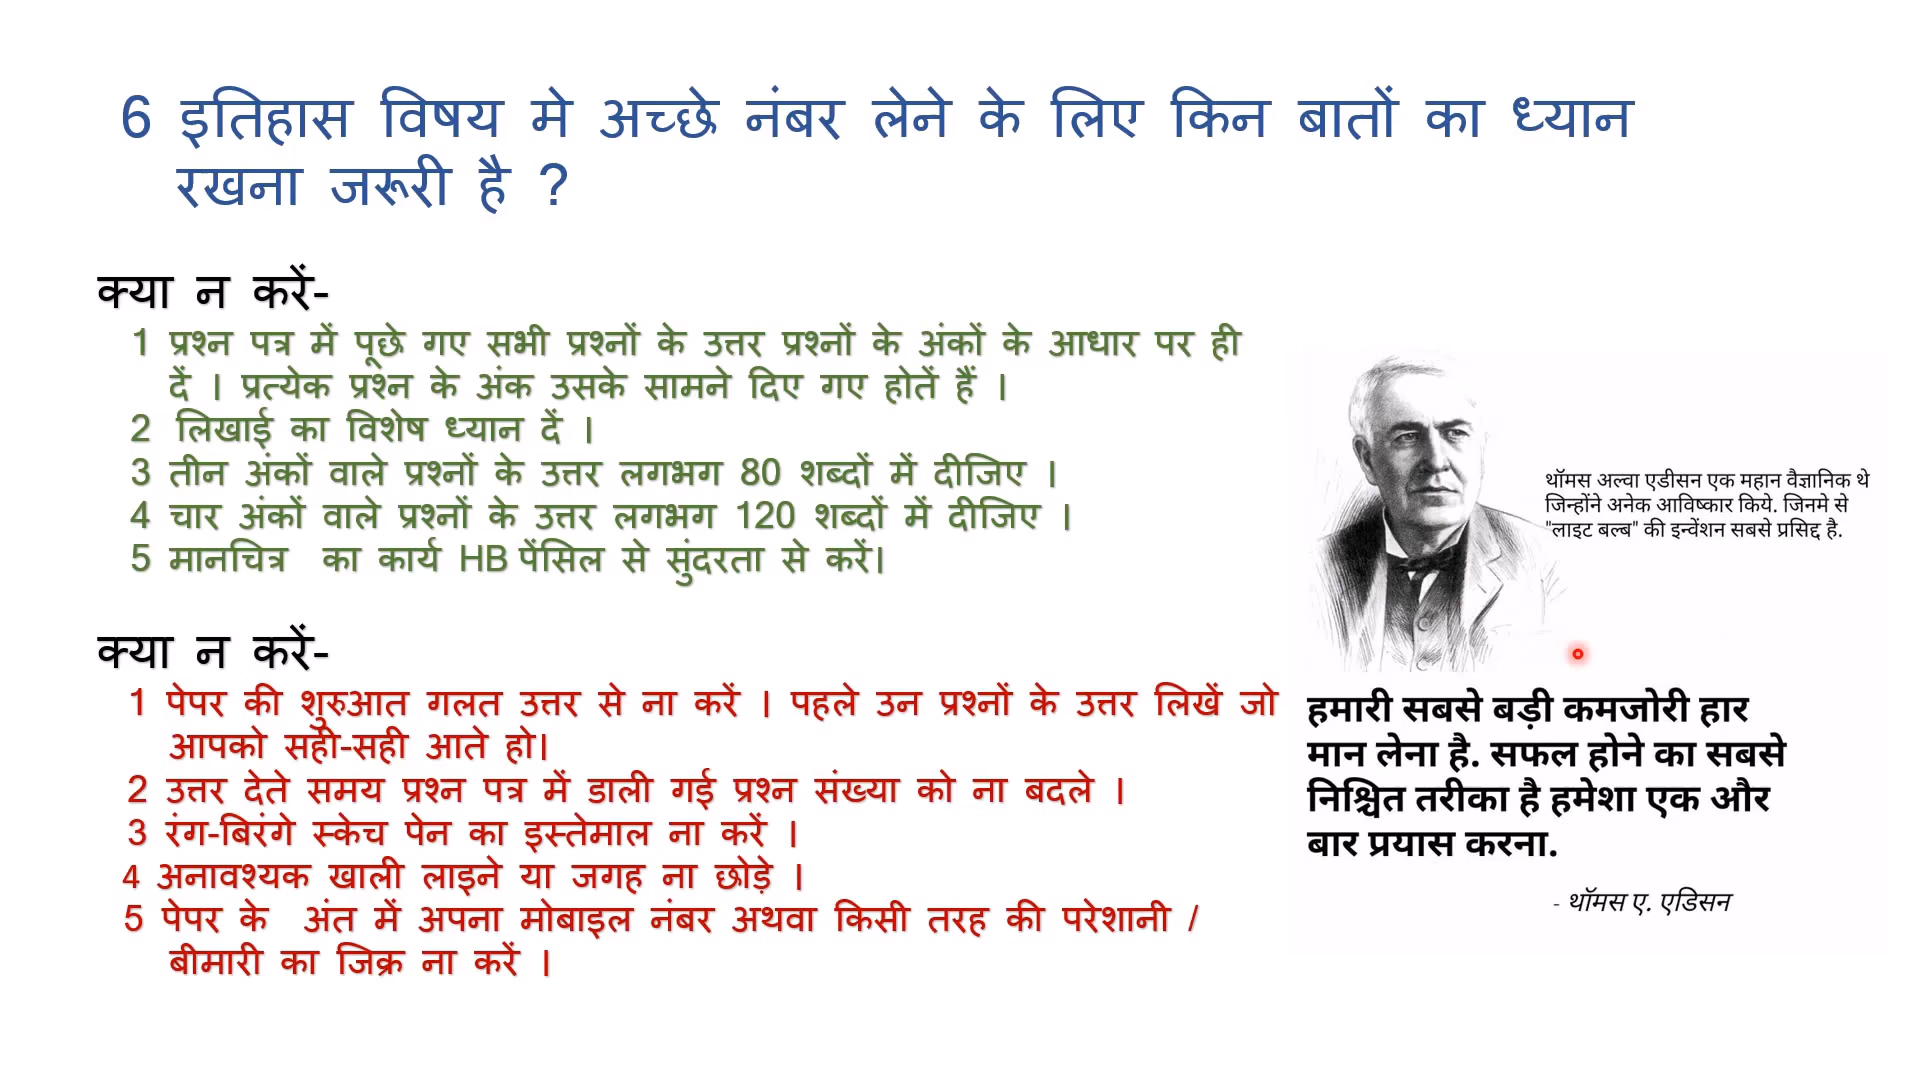 6 इतिहास विषय मे अच्छे नंबर लेने के लिए किन बातों का ध्यान
रखना जरूरी है ?
क्या न करें-
1 प्रश्न पत्र में पूछे गए सभी प्रश्नों के उत्तर प्रश्नों के अंकों के आधार पर ही
दें । प्रत्येक प्रश्न के अंक उसके सामने दिए गए होतें हैं ।
2 लिखाई का विशेष ध्यान दें ।
3 तीन अंकों वाले प्रश्नों के उत्तर लगभग 80 शब्दों में दीजिए ।
4 चार अंकों वाले प्रश्नों के उत्तर लगभग 120 शब्दों में दीजिए ।
5 मानचित्र का कार्य HB पेंसिल से सुंदरता से करें।
क्या न करें-
1 पेपर की शुरुआत गलत उत्तर से ना करें । पहले उन प्रश्नों के उत्तर लिखें जो
आपको सही-सही आते हो।
2 उत्तर देते समय प्रश्न पत्र में डाली गई प्रश्न संख्या को ना बदले ।
3 रंग-बिरंगे स्केच पेन का इस्तेमाल ना करें ।
4 अनावश्यक खाली लाइने या जगह ना छोड़े ।
5 पेपर के अंत में अपना मोबाइल नंबर अथवा किसी तरह की परेशानी /
बीमारी का जिक्र ना करें ।
थॉमस अल्वा एडीसन एक महान वैज्ञानिक थे
जिन्होंने अनेक आविष्कार किये. जिनमे से
"लाइट बल्ब" की इन्वेंशन सबसे प्रसिद्द है.
हमारी सबसे बड़ी कमजोरी हार
मान लेना है. सफल होने का सबसे
निश्चित तरीका है हमेशा एक और
बार प्रयास करना.
- थॉमस ए. एडिसन